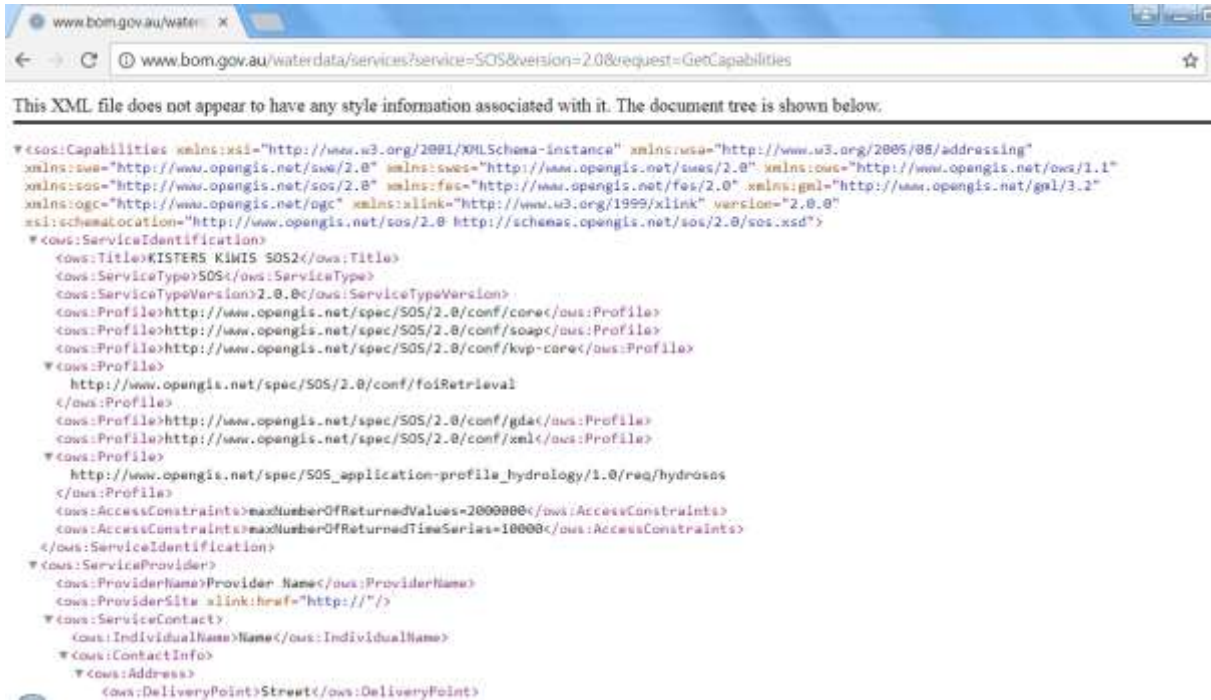 www.bom.gov.au/water
www.bom.gov.au/waterdata/services?service=SOS&version=2.0&request=GetCapabilities
This XML file does not appear to have any style information associated with it. The document tree is shown below.
▼<sos:Capabilities xmlns:xsi="http://www.w3.org/2001/XMLSchema-instance" xmlns:wsa="http://www.w3.org/2005/08/addressing"
xmlns:swe="http://www.opengis.net/swe/2.0" xmlns:swes="http://www.opengis.net/swes/2.0" xmlns:ows="http://www.opengis.net/ows/1.1"
xmlns:sos="http://www.opengis.net/sos/2.0" xmlns:fes="http://www.opengis.net/fes/2.0" xmlns:gml="http://www.opengis.net/gml/3.2"
xmlns:ogc="http://www.opengis.net/ogc" xmlns:xlink="http://www.w3.org/1999/xlink" version="2.0.0"
xsi:schemaLocation="http://www.opengis.net/sos/2.0 http://schemas.opengis.net/sos/2.0/sos.xsd">
▼<ows:ServiceIdentification>
<ows:Title>KISTERS KiWIS SOS2</ows:Title>
<ows:ServiceType>SOS</ows:ServiceType>
<ows:ServiceTypeVersion>2.0.0</ows:ServiceTypeVersion>
<ows:Profile>http://www.opengis.net/spec/SOS/2.0/conf/core</ows:Profile>
<ows:Profile>http://www.opengis.net/spec/SOS/2.0/conf/soap</ows:Profile>
<ows:Profile>http://www.opengis.net/spec/SOS/2.0/conf/kvp-core</ows:Profile>
▼<ows:Profile>
http://www.opengis.net/spec/SOS/2.0/conf/foiRetrieval
</ows:Profile>
<ows:Profile>http://www.opengis.net/spec/SOS/2.0/conf/gda</ows:Profile>
<ows:Profile>http://www.opengis.net/spec/SOS/2.0/conf/xml</ows:Profile>
▼<ows:Profile>
http://www.opengis.net/spec/SOS_application-profile_hydrology/1.0/req/hydrosos
</ows:Profile>
<ows:AccessConstraints>maxNumberOfReturnedValues=2000000</ows:AccessConstraints>
<ows:AccessConstraints>maxNumberOfReturnedTimeSeries=10000</ows:AccessConstraints>
</ows:ServiceIdentification>
▼<ows:ServiceProvider>
<ows:ProviderName>Provider Name</ows:ProviderName>
<ows:ProviderSite xlink:href="http://"/>
▼<ows:ServiceContact>
<ows:IndividualName>Name</ows:IndividualName>
▼<ows:ContactInfo>
▼<ows:Address>
<ows:DeliveryPoint>Street</ows:DeliveryPoint>